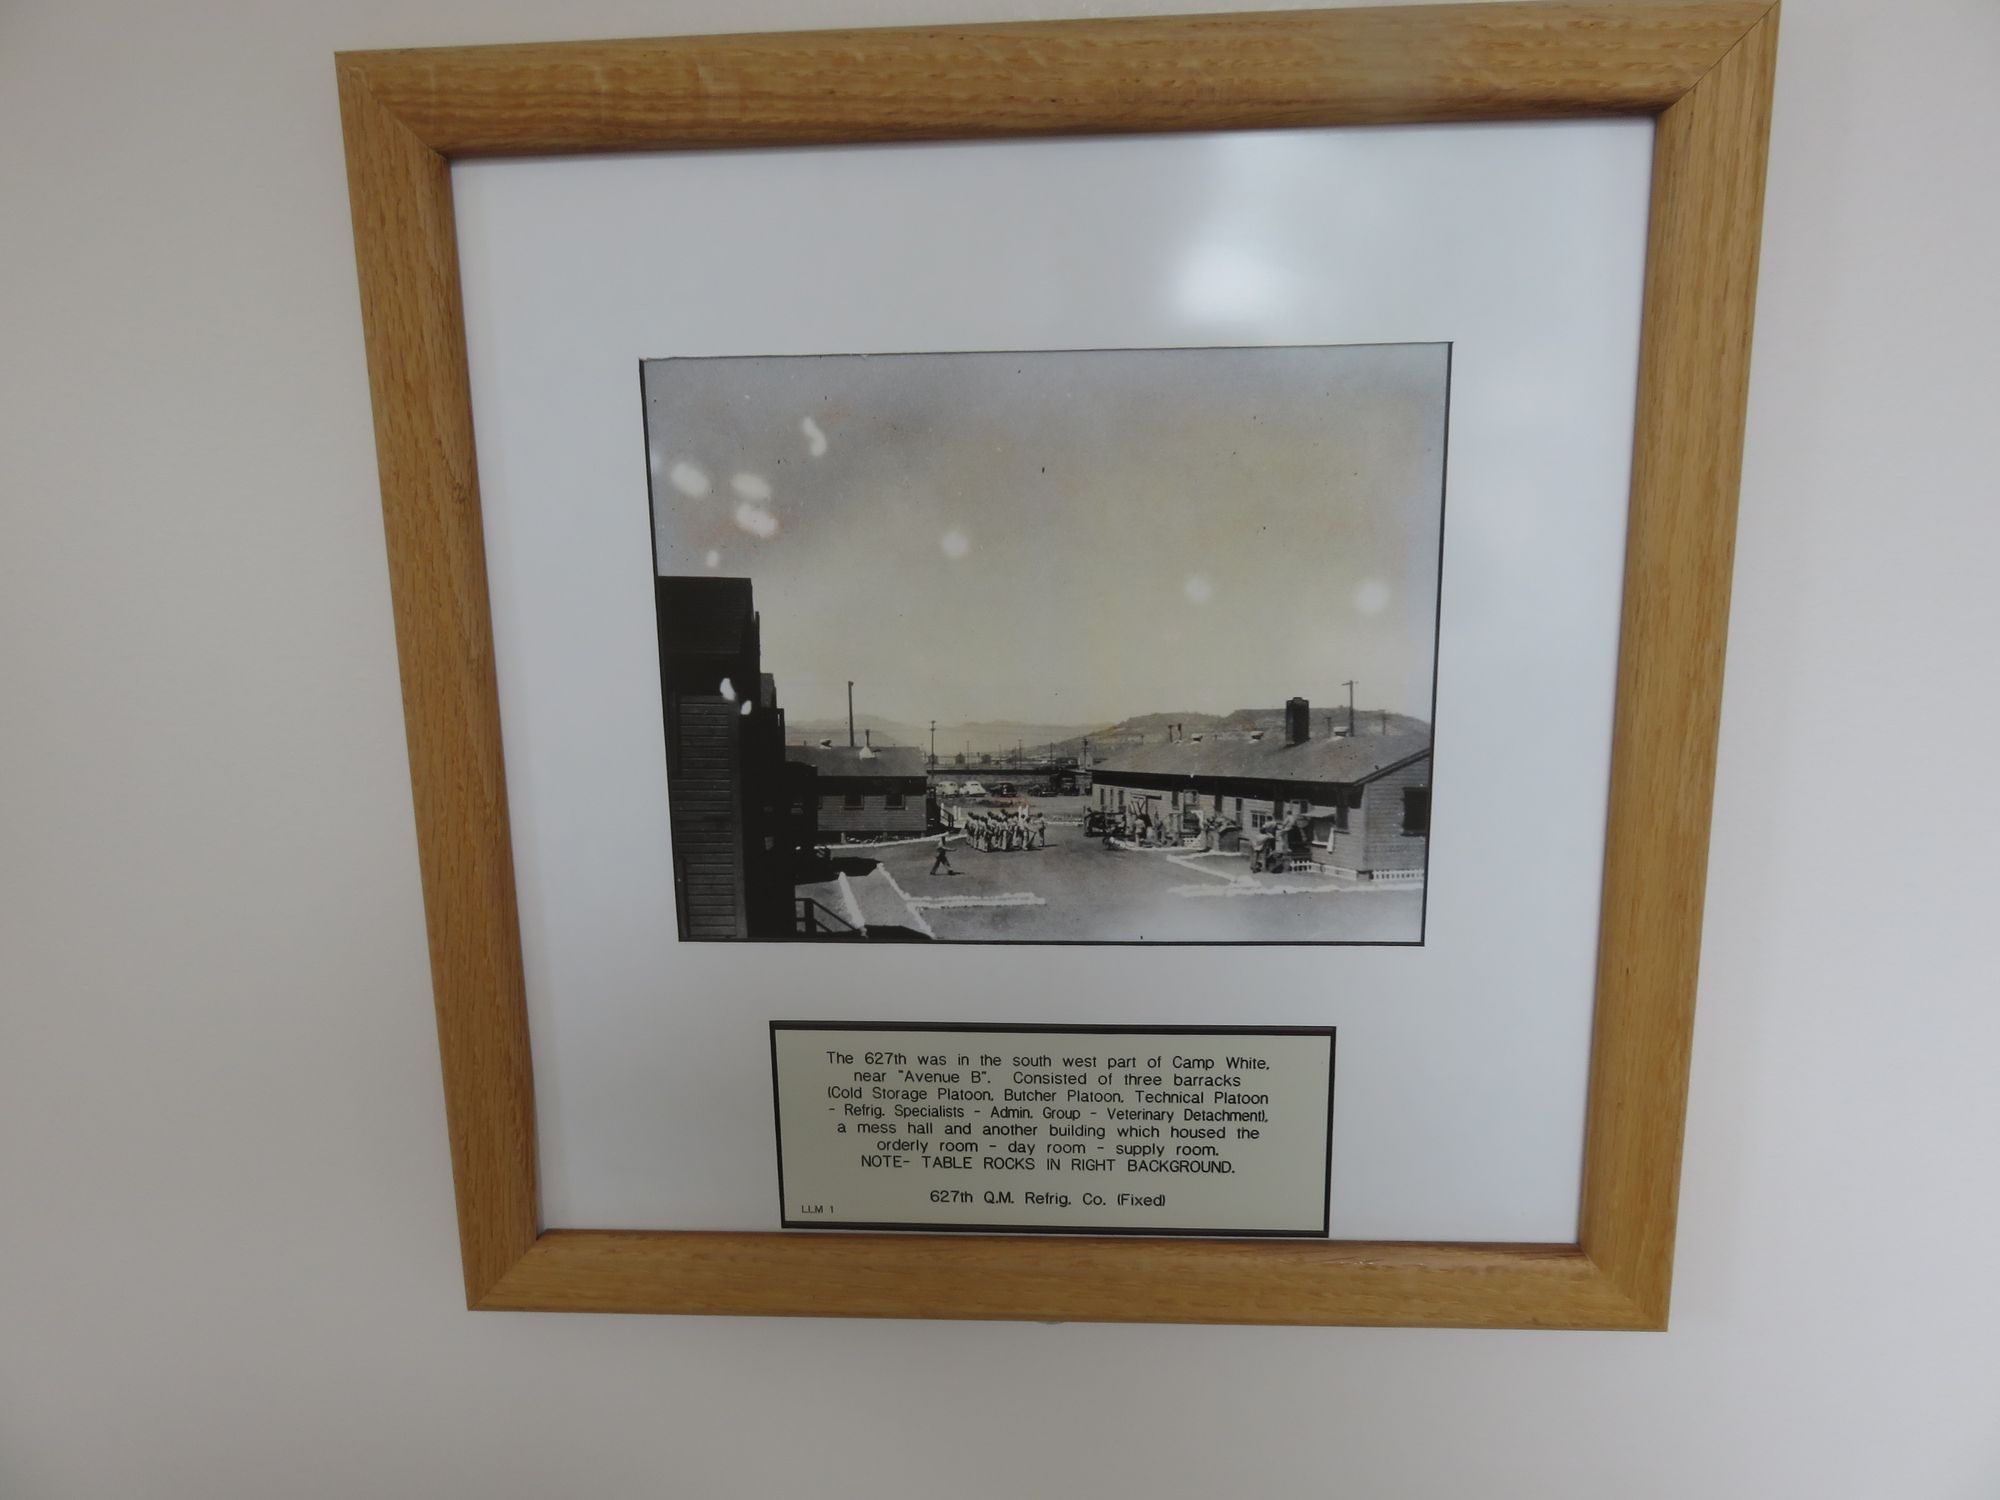 The 627th was in the south west part of Camp White,
near "Avenue B". Consisted of three barracks
(Cold Storage Platoon, Butcher Platoon, Technical Platoon
- Refrig. Specialists - Admin. Group - Veterinary Detachment),
a mess hall and another building which housed the
orderly room - day room - supply room.
NOTE- TABLE ROCKS IN RIGHT BACKGROUND.
627th Q.M. Refrig. Co. (Fixed)
LLM 1